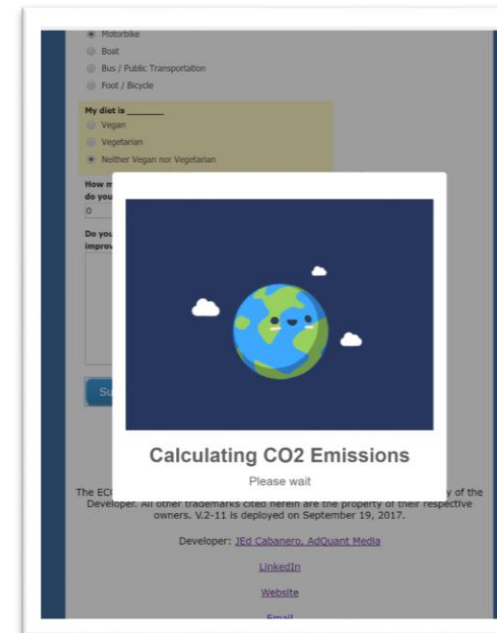 Motorbike
Boat
Bus / Public Transportation
Foot / Bicycle
My diet is ______
Vegan
Vegetarian
Neither Vegan nor Vegetarian
How m
do you
0
Do you
improv
Su
Calculating CO2 Emissions
Please wait
The ECO y of the
Developer. All other trademarks cited herein are the property of their respective
owners. V.2-11 is deployed on September 19, 2017.
Developer: JEd Cabanero, AdQuant Media
LinkedIn
Website
Email